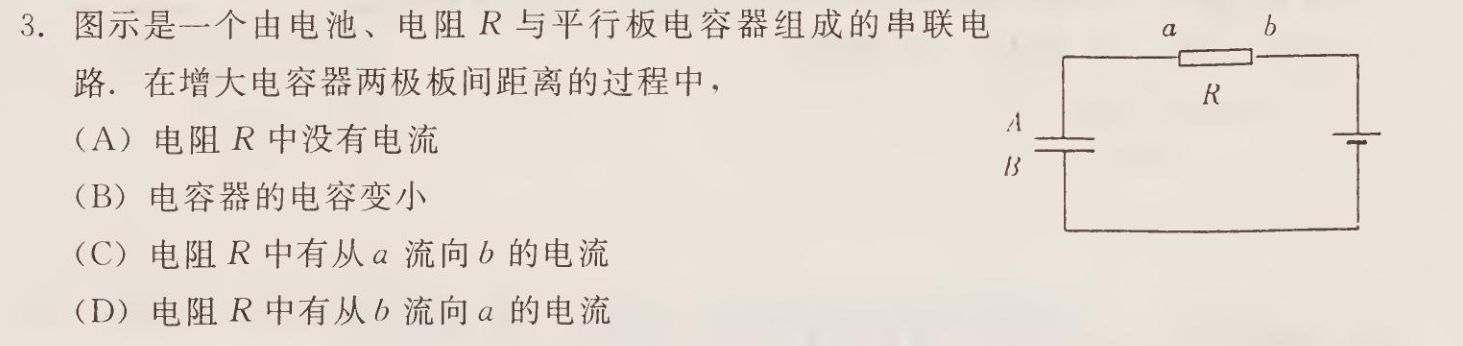 3. 图示是一个由电池、电阻 R 与平行板电容器组成的串联电
路. 在增大电容器两极板间距离的过程中,
(A) 电阻 R 中没有电流
(B) 电容器的电容变小
(C) 电阻 R 中有从 a 流向 b 的电流
(D) 电阻 R 中有从 b 流向 a 的电流
a b
R
A
B